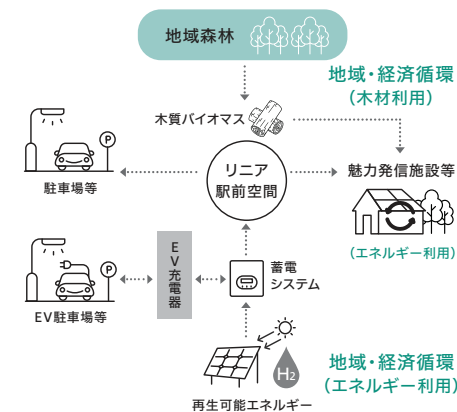 地域森林
地域・経済循環
（木材利用）
木質バイオマス
P
駐車場等
リニア
駅前空間
魅力発信施設等
（エネルギー利用）
P
EV駐車場等
EV充電器
蓄電
システム
H2
再生可能エネルギー
地域・経済循環
（エネルギー利用）